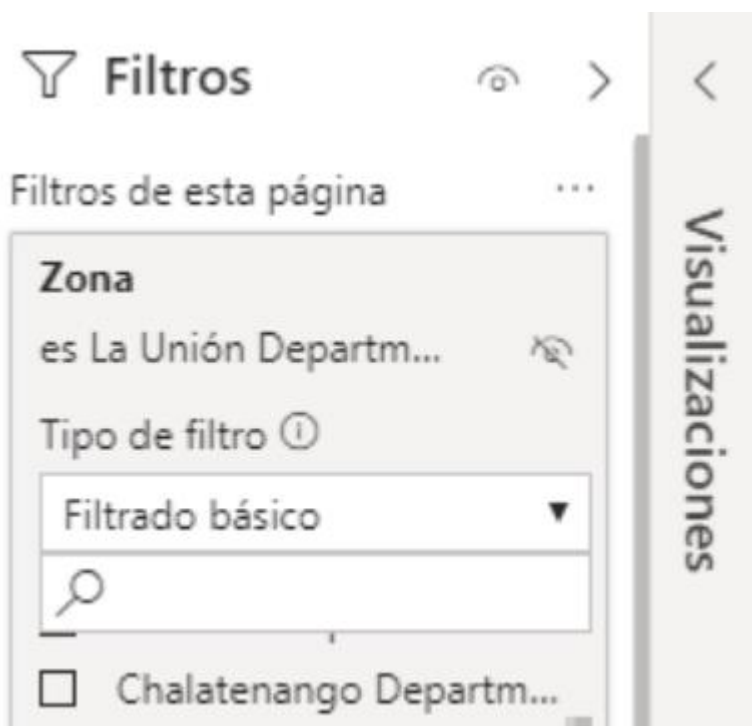 Filtros
Filtros de esta página
Zona
es La Unión Departm...
Tipo de filtro
Filtrado básico
Chalatenango Departm...
Visualizaciones